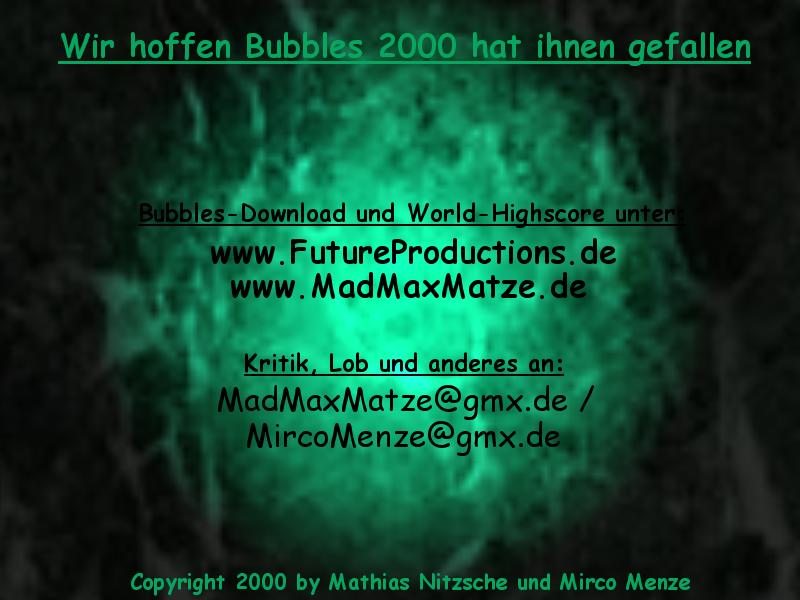 Wir hoffen Bubbles 2000 hat ihnen gefallen
Bubbles-Download und World-Highscore unter:
www.FutureProductions.de
www.MadMaxMatze.de
Kritik, Lob und anderes an:
MadMaxMatze@gmx.de /
MircoMenze@gmx.de
Copyright 2000 by Mathias Nitzsche und Mirco Menze